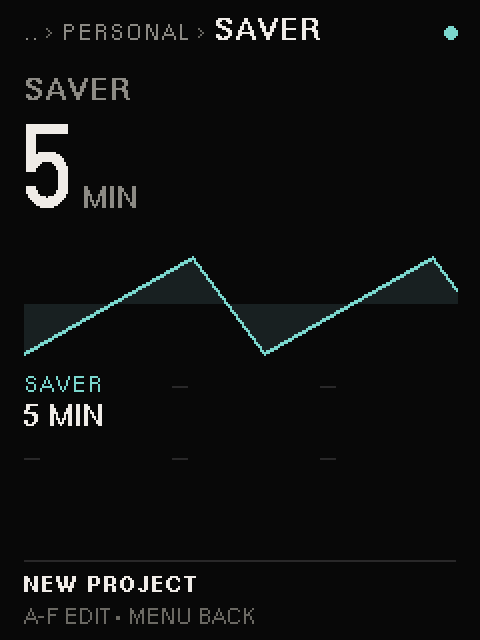 ..› PERSONAL › SAVER
SAVER
5 MIN
SAVER — —
5 MIN
— — —
NEW PROJECT
A-F EDIT · MENU BACK